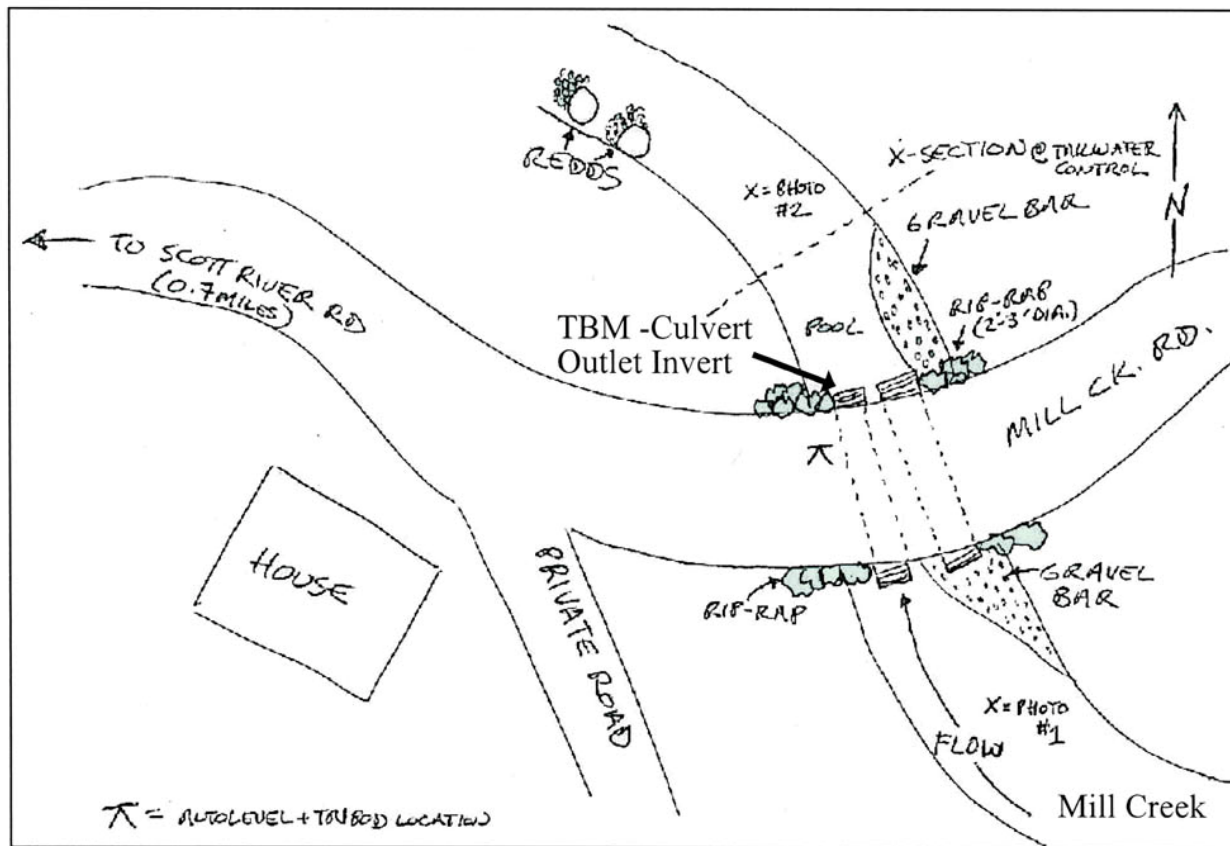 REDDS
X-SECTION @ TAILWATER
CONTROL
X = PHOTO
#2
GRAVEL BAR
N
TO SCOTT RIVER RD
(0.7 MILES)
RIP-RAP
(2'-3' DIA.)
POOL
TBM -Culvert
Outlet Invert
MILL CK. RD.
HOUSE
PRIVATE ROAD
RIP-RAP
GRAVEL
BAR
X = PHOTO
#1
FLOW
Mill Creek
= AUTOLEVEL + TRIPOD LOCATION